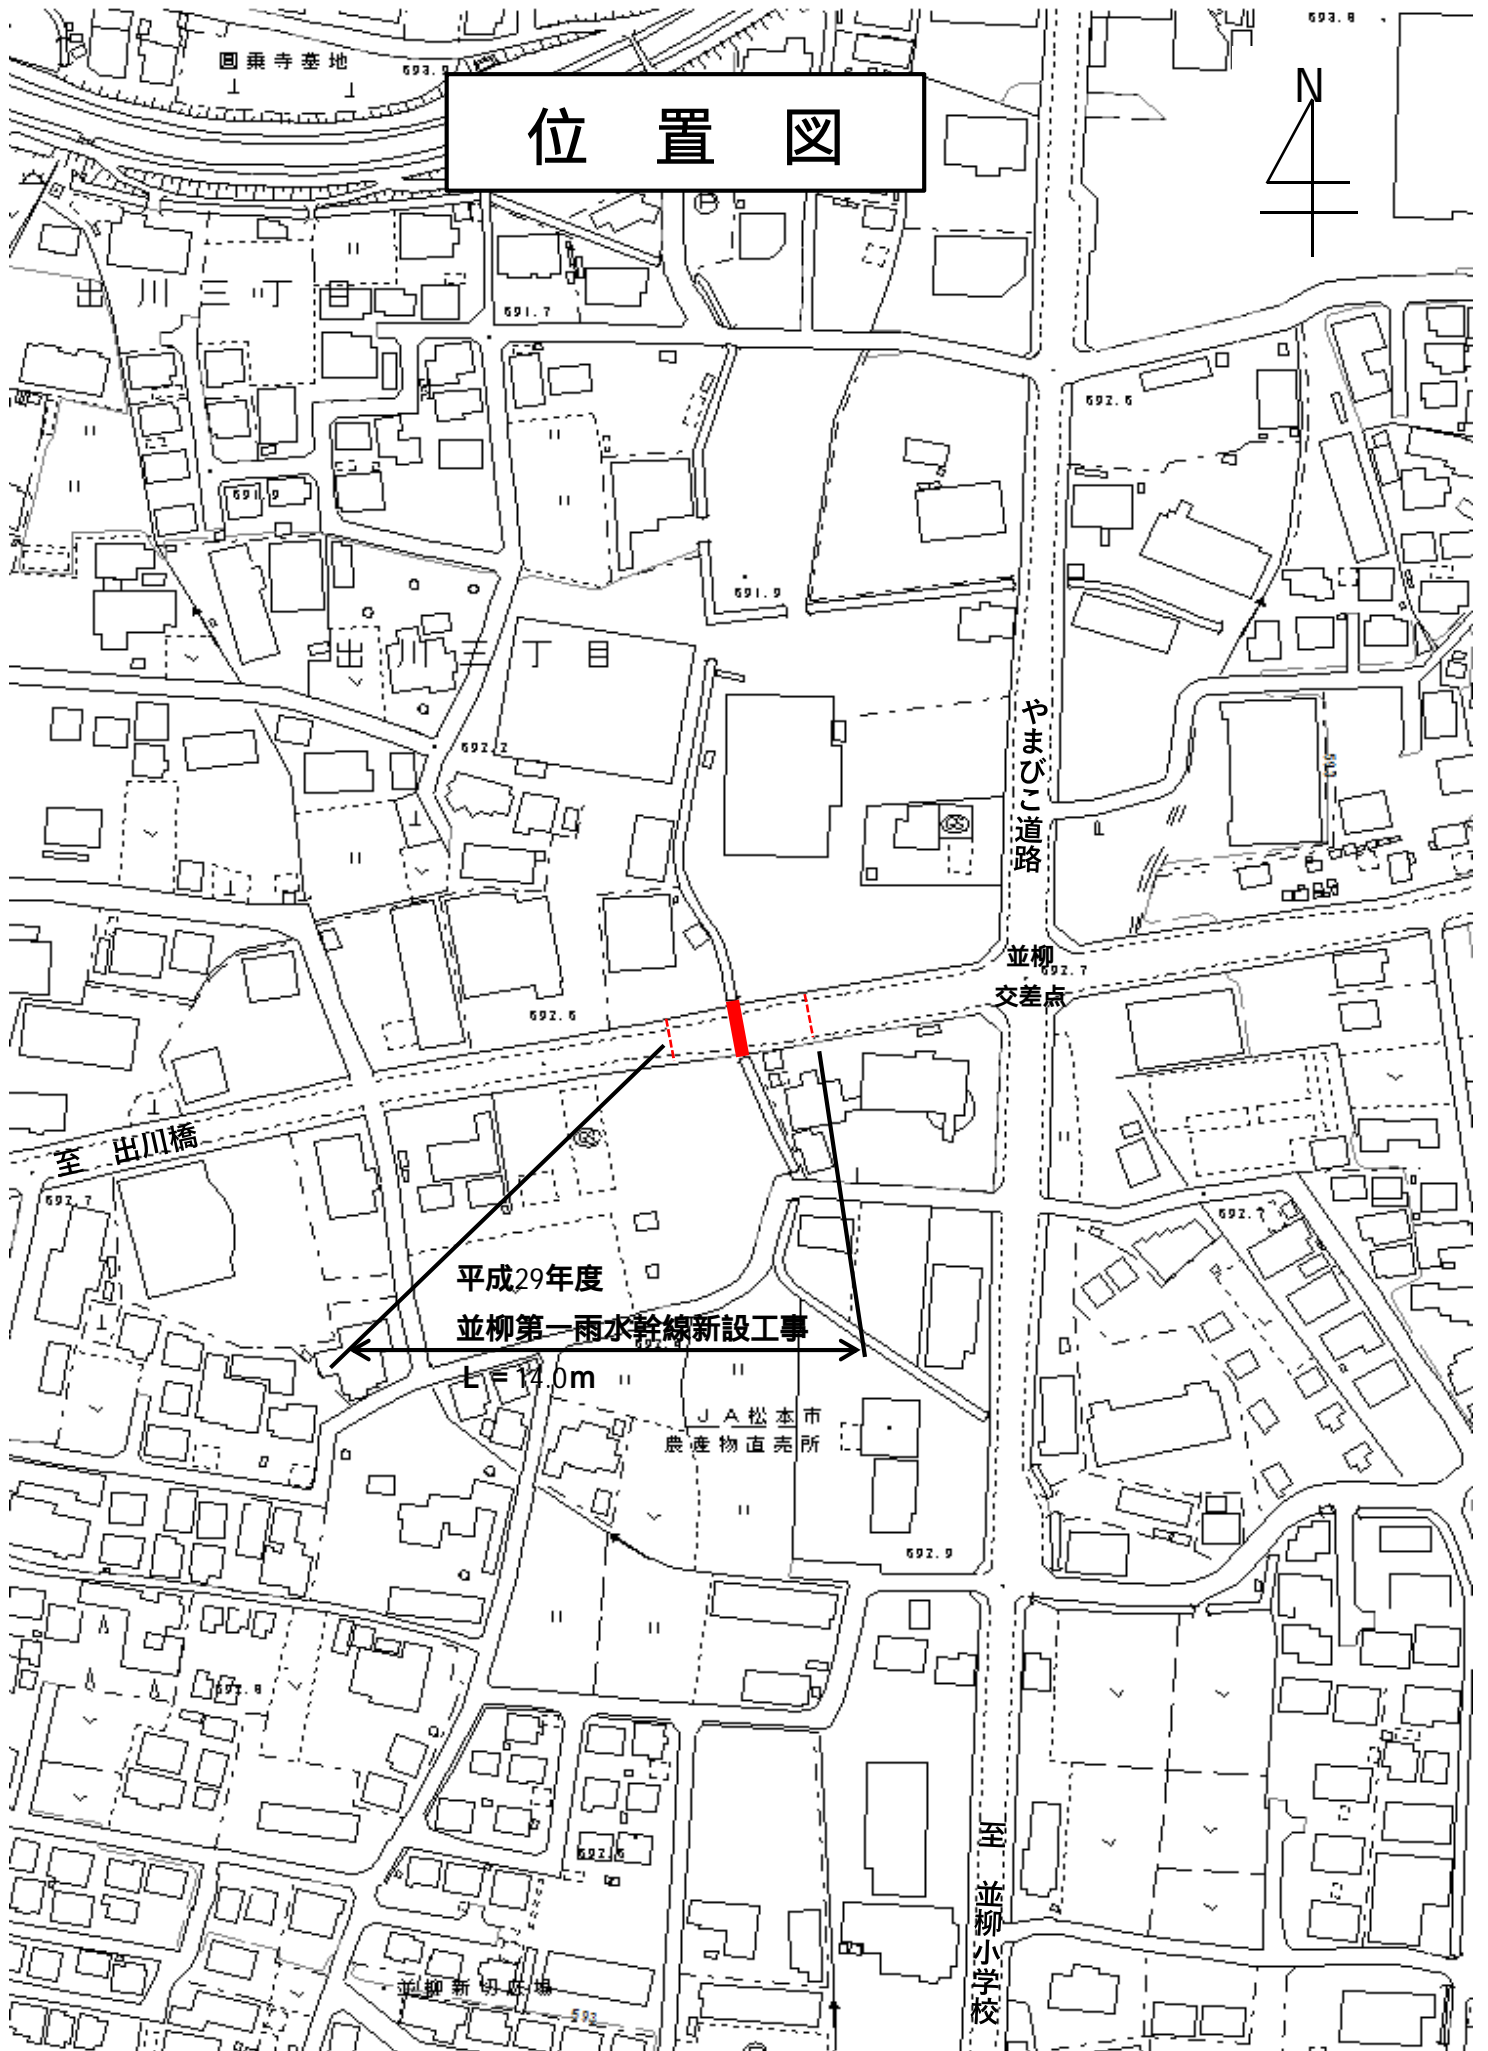 693.8
圓乗寺墓地
693.9
位　置　図
N
出川三丁目
691.7
692.6
691.9
691.9
出川三丁目
692.2
やまびこ道路
593
並柳
交差点
692.7
692.6
至　出川橋
692.7
692.7
平成29年度
並柳第一雨水幹線新設工事
L =14.0m
JA松本市
農産物直売所
692.9
至　並柳小学校
並柳新切広場
593